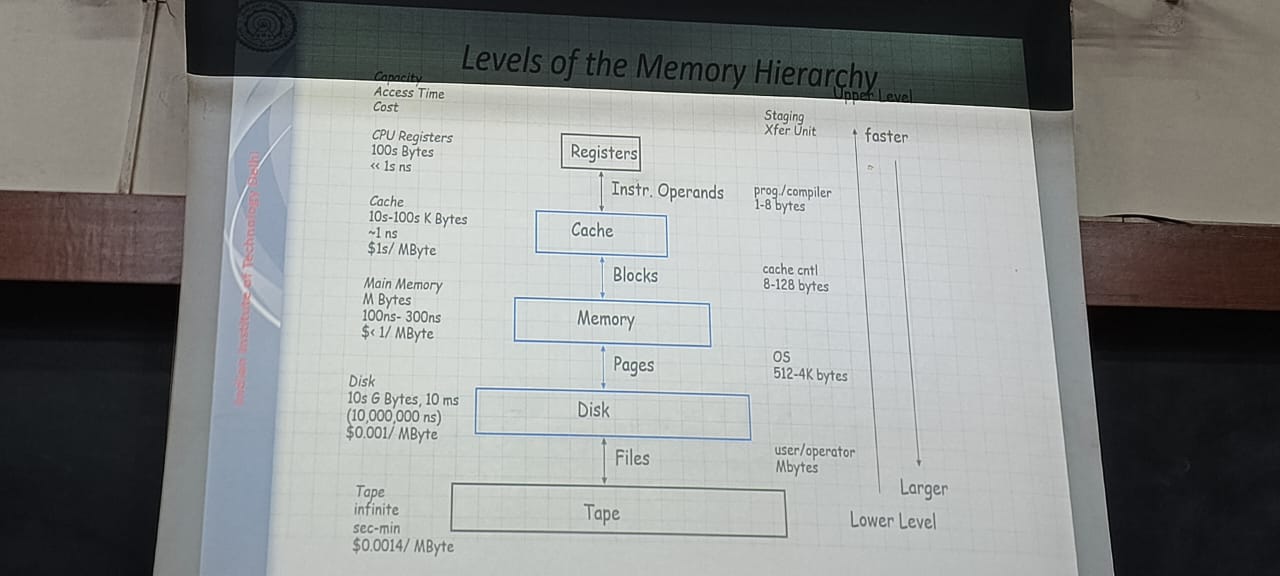 Levels of the Memory Hierarchy
Capacity
Access Time
Cost
Upper Level
Staging
Xfer Unit
faster
CPU Registers
100s Bytes
<< 1s ns
Registers
Instr. Operands
prog./compiler
1-8 bytes
Cache
10s-100s K Bytes
~1 ns
$1s/ MByte
Cache
Blocks
cache cntl
8-128 bytes
Main Memory
M Bytes
100ns- 300ns
$< 1/ MByte
Memory
Pages
OS
512-4K bytes
Disk
10s G Bytes, 10 ms
(10,000,000 ns)
$0.001/ MByte
Disk
Files
user/operator
Mbytes
Larger
Tape
infinite
sec-min
$0.0014/ MByte
Tape
Lower Level
Indian Institute of Technology Delhi